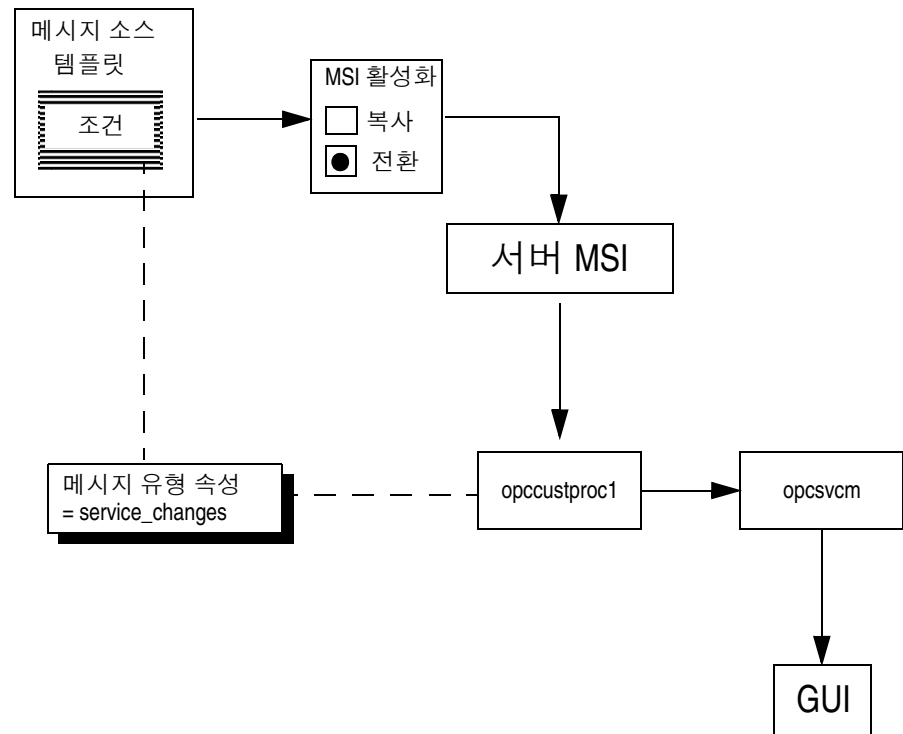 메시지 소스
템플릿
조건
MSI 활성화
복사
전환
서버 MSI
메시지 유형 속성
= service_changes
opccustproc1
opcsvcm
GUI